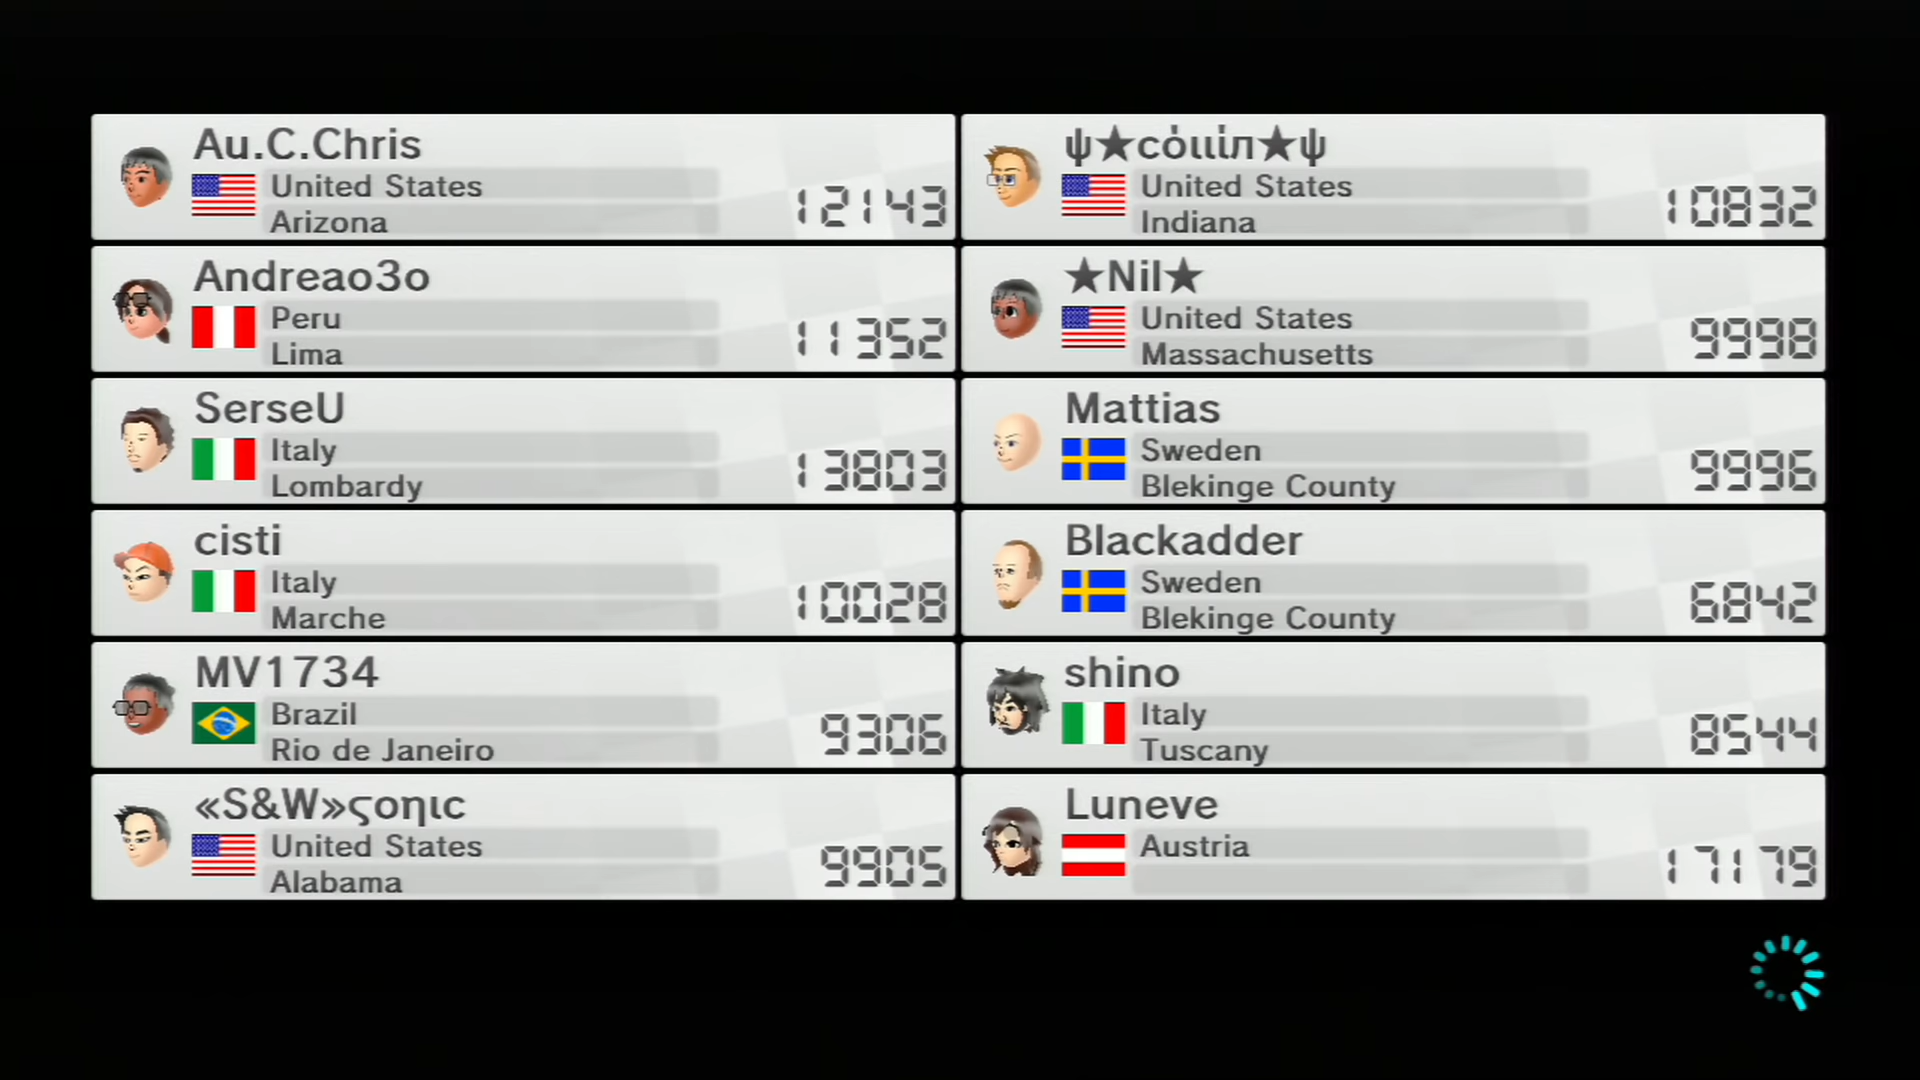 Au.C.Chris
United States
Arizona
12143
ψ★cόιιίπ★ψ
United States
Indiana
10832
Andreao3o
Peru
Lima
11352
★Nil★
United States
Massachusetts
9998
SerseU
Italy
Lombardy
13803
Mattias
Sweden
Blekinge County
9996
cisti
Italy
Marche
10028
Blackadder
Sweden
Blekinge County
6842
MV1734
Brazil
Rio de Janeiro
9306
shino
Italy
Tuscany
8544
«S&W»ςοηιc
United States
Alabama
9905
Luneve
Austria
17179